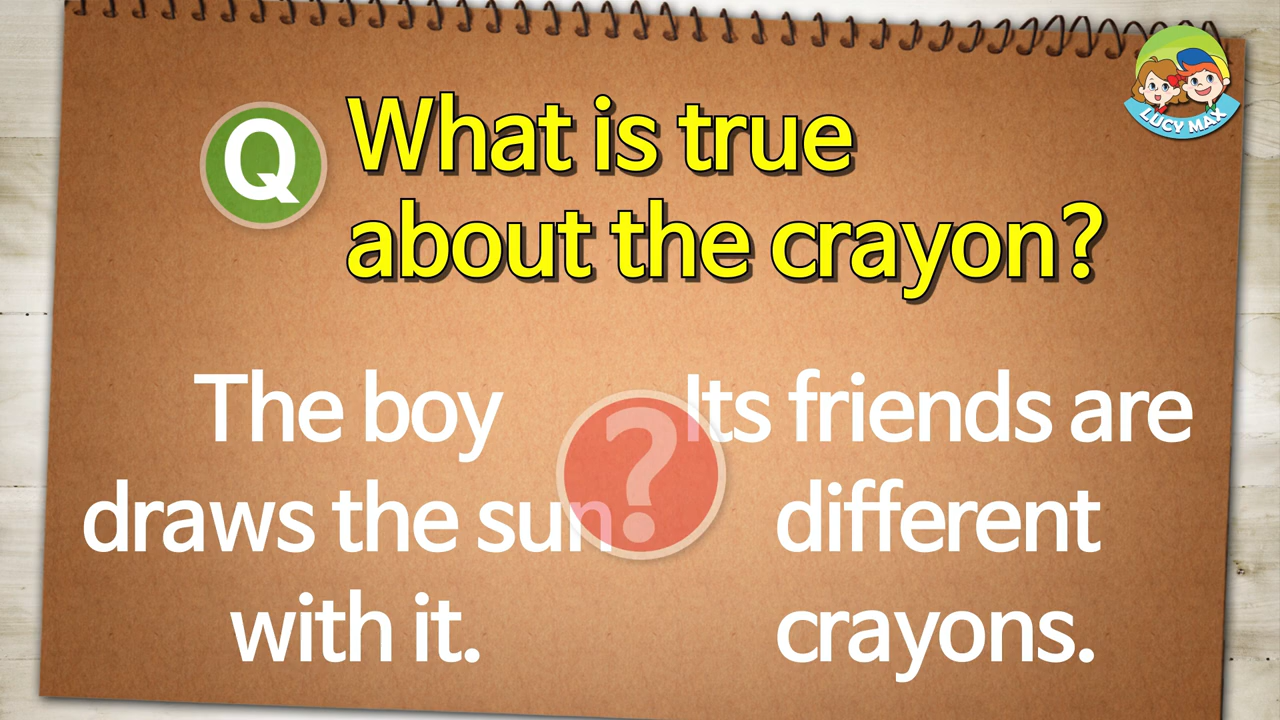 LUCY MAX
Q
What is true
about the crayon?
The boy
draws the sun
with it.
?
Its friends are
different
crayons.